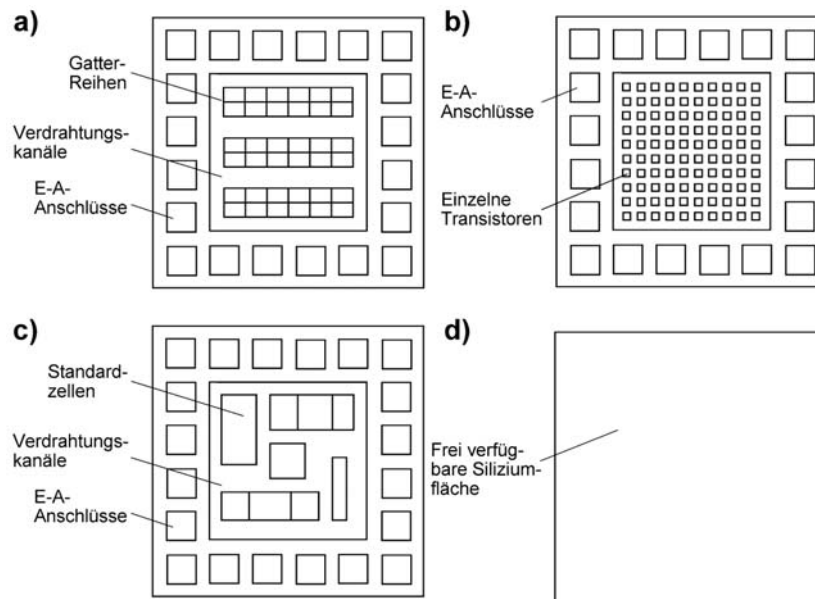 a)
Gatter-
Reihen
Verdrahtungs-
kanäle
E-A-
Anschlüsse
b)
E-A-
Anschlüsse
Einzelne
Transistoren
c)
Standard-
zellen
Verdrahtungs-
kanäle
E-A-
Anschlüsse
d)
Frei verfüg-
bare Silizium-
fläche